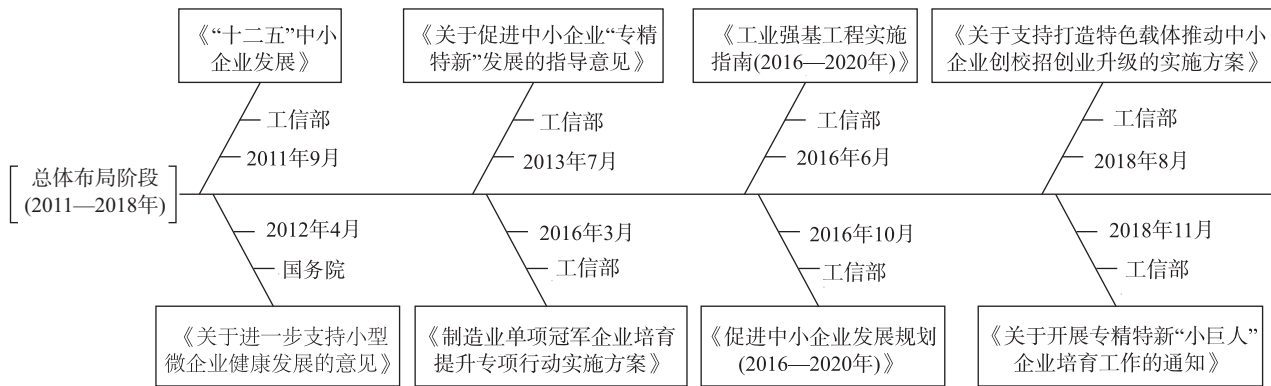 《“十二五”中小
企业发展》
《关于促进中小企业“专精
特新”发展的指导意见》
《工业强基工程实施
指南(2016—2020年)》
《关于支持打造特色载体推动中小
企业创校招创业升级的实施方案》
工信部
2011年9月
工信部
2013年7月
工信部
2016年6月
工信部
2018年8月
总体布局阶段
(2011—2018年)
2012年4月
国务院
2016年3月
工信部
2016年10月
工信部
2018年11月
工信部
《关于进一步支持小型
微企业健康发展的意见》
《制造业单项冠军企业培育
提升专项行动实施方案》
《促进中小企业发展规划
(2016—2020年)》
《关于开展专精特新“小巨人”
企业培育工作的通知》